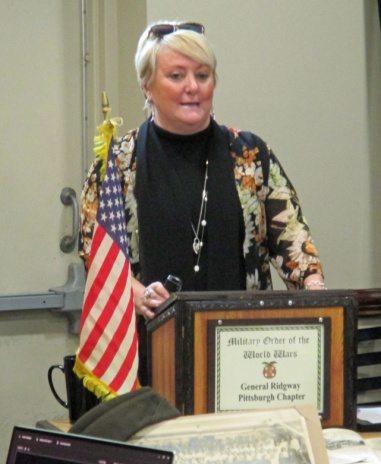 Military Order of the
World Wars
General Ridgway
Pittsburgh Chapter